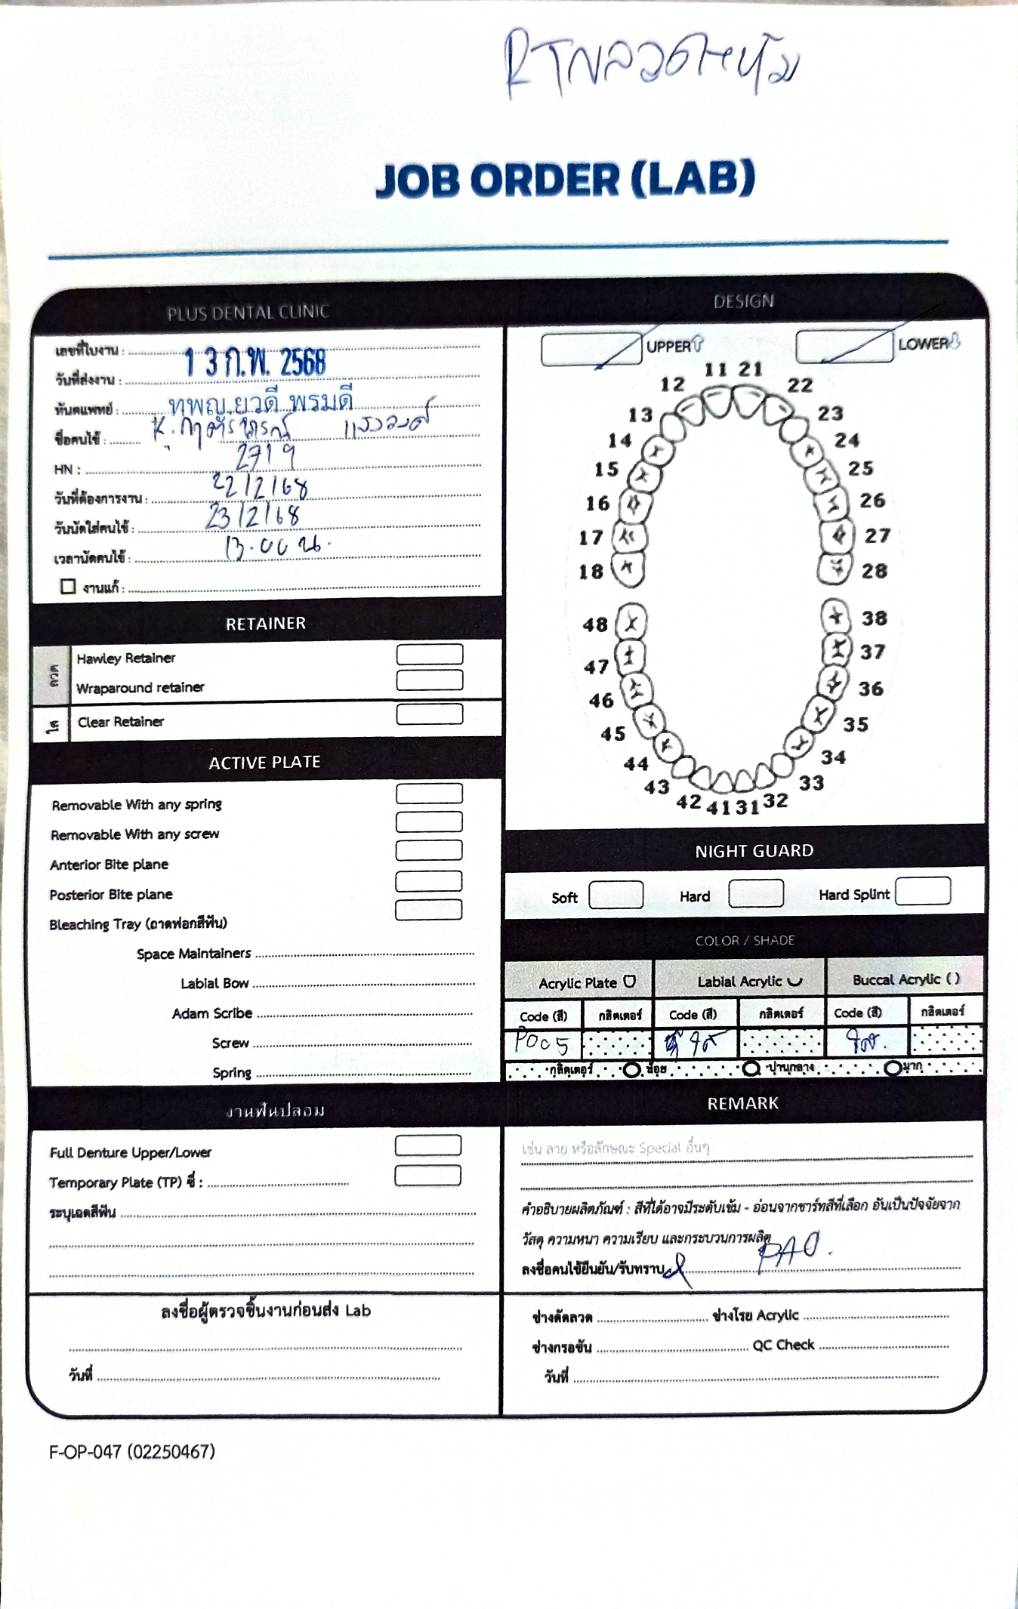 RTลวดหุ้ม
JOB ORDER (LAB)
PLUS DENTAL CLINIC
เลขที่ใบงาน :
วันที่ส่งงาน : 13 ก.พ. 2568
ทันตแพทย์ : ทพญ.ยวดี พรมดี
ชื่อคนไข้ : K.
HN : 2719
วันที่ต้องการงาน : 22/2/68
วันนัดใส่คนไข้ : 23/2/68
เวลานัดคนไข้ : 13.00 น.
งานแก้ :
RETAINER
ลวด
Hawley Retainer
Wraparound retainer
ใส
Clear Retainer
ACTIVE PLATE
Removable With any spring
Removable With any screw
Anterior Bite plane
Posterior Bite plane
Bleaching Tray (ถาดฟอกสีฟัน)
Space Maintainers
Labial Bow
Adam Scribe
Screw
Spring
งานฟันปลอม
Full Denture Upper/Lower
Temporary Plate (TP) ซี่ :
ระบุเฉดสีฟัน
ลงชื่อผู้ตรวจชิ้นงานก่อนส่ง Lab
วันที่
DESIGN
UPPER LOWER
11 21
12 22
13 23
14 24
15 25
16 26
17 27
18 28
48 38
47 37
46 36
45 35
44 34
43 33
42 41 31 32
NIGHT GUARD
Soft Hard Hard Splint
COLOR / SHADE
Acrylic Plate Labial Acrylic Buccal Acrylic ( )
Code (สี) กลิตเตอร์ Code (สี) กลิตเตอร์ Code (สี) กลิตเตอร์
P005 ใส ใส.
กลิตเตอร์ น้อย ปานกลาง มาก
REMARK
เช่น ลาย หรือลักษณะ Special อื่นๆ
คำอธิบายผลิตภัณฑ์ : สีที่ได้อาจมีระดับเข้ม - อ่อนจากชาร์ทสีที่เลือก อันเป็นปัจจัยจาก
วัสดุ ความหนา ความเรียบ และกระบวนการผลิต
ลงชื่อคนไข้ยืนยัน/รับทราบ PAO.
ช่างดัดลวด ช่างโรย Acrylic
ช่างกรอขัน QC Check
วันที่
F-OP-047 (02250467)